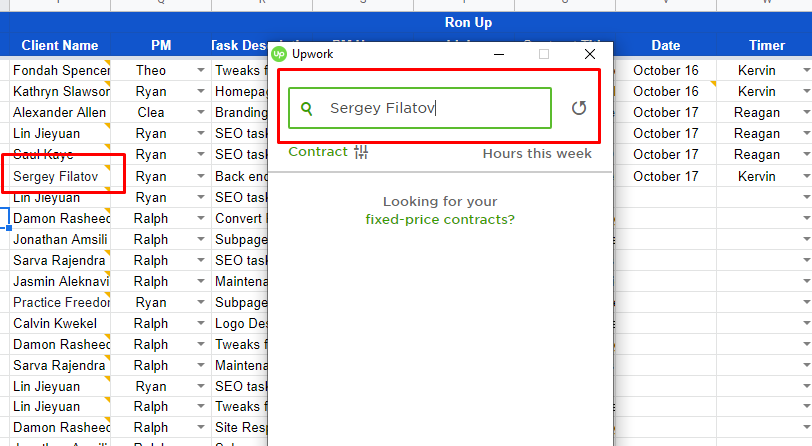 Ron Up
Client Name PM Task Des Date Timer
Up Upwork
Fondah Spencer Theo Tweaks f October 16 Kervin
Kathryn Slawson Ryan Homepag October 16 Kervin
Sergey Filatov
Alexander Allen Clea Branding October 17 Reagan
Lin Jieyuan Ryan SEO task October 17 Reagan
Saul Kaye Ryan SEO task October 17 Reagan
Contract Hours this week
Sergey Filatov Ryan Back end October 17 Kervin
Lin Jieyuan Ryan SEO task
Looking for your
fixed-price contracts?
Damon Rasheed Ralph Convert
Jonathan Amsili Ralph Subpage
Sarva Rajendra Ralph SEO task
Jasmin Aleknavi Ralph Maintena
Practice Freedom Ryan Subpage
Calvin Kwekel Ralph Logo Des
Damon Rasheed Ralph Tweaks f
Sarva Rajendra Ralph Maintena
Lin Jieyuan Ryan SEO task
Lin Jieyuan Ralph Tweaks f
Damon Rasheed Ralph Site Resp